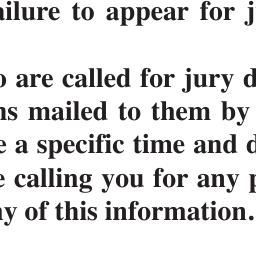 ailure to appear for j
o are called for jury d
ns mailed to them by
e a specific time and d
e calling you for any p
ny of this information.